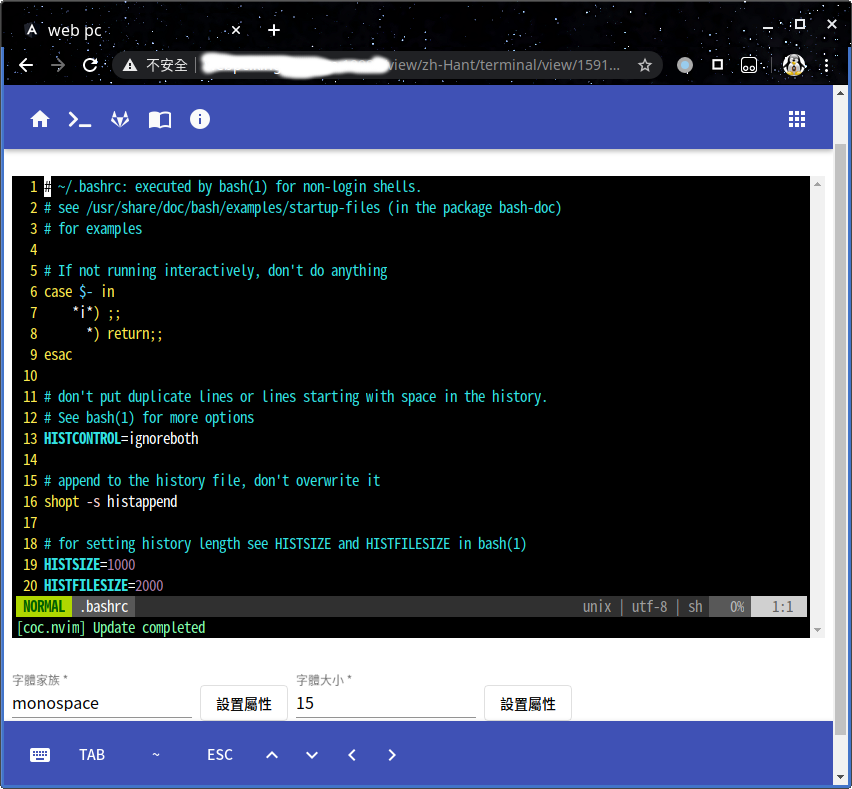 web pc
不安全
view/zh-Hant/terminal/view/1591...
1 # ~/.bashrc: executed by bash(1) for non-login shells.
2 # see /usr/share/doc/bash/examples/startup-files (in the package bash-doc)
3 # for examples
4
5 # If not running interactively, don't do anything
6 case $- in
7     *i*) ;;
8       *) return;;
9 esac
10
11 # don't put duplicate lines or lines starting with space in the history.
12 # See bash(1) for more options
13 HISTCONTROL=ignoreboth
14
15 # append to the history file, don't overwrite it
16 shopt -s histappend
17
18 # for setting history length see HISTSIZE and HISTFILESIZE in bash(1)
19 HISTSIZE=1000
20 HISTFILESIZE=2000
NORMAL .bashrc unix | utf-8 | sh 0% 1:1
[coc.nvim] Update completed
字體家族 * 字體大小 *
monospace 設置屬性 15 設置屬性
TAB ~ ESC